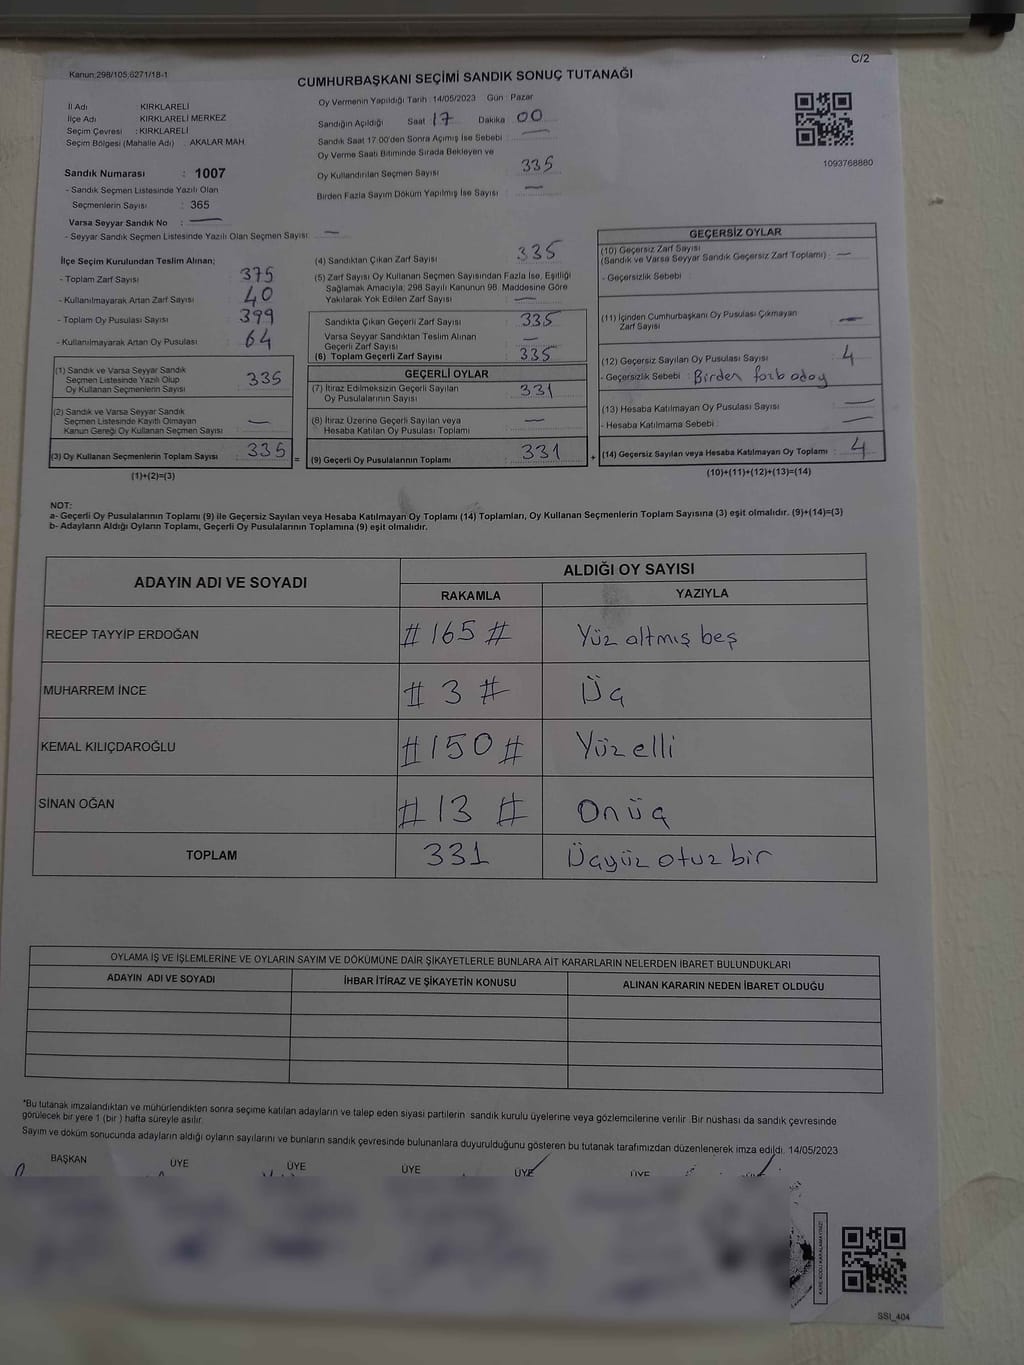 Kanun:298/105;6271/18-1
C/2
CUMHURBAŞKANI SEÇİMİ SANDIK SONUÇ TUTANAĞI
İl Adı : KIRKLARELİ
İlçe Adı : KIRKLARELİ MERKEZ
Seçim Çevresi : KIRKLARELİ
Seçim Bölgesi (Mahalle Adı) : AKALAR MAH.
Oy Vermenin Yapıldığı Tarih : 14/05/2023 Gün : Pazar
Sandığın Açıldığı Saat 17 Dakika 00
Sandık Saat 17.00'den Sonra Açımış İse Sebebi : —
Oy Verme Saati Bitiminde Sırada Bekleyen ve
Oy Kullandırılan Seçmen Sayısı 335
Birden Fazla Sayım Döküm Yapılmış İse Sayısı : —
1093768880
Sandık Numarası : 1007
- Sandık Seçmen Listesinde Yazılı Olan
Seçmenlerin Sayısı : 365
Varsa Seyyar Sandık No : —
- Seyyar Sandık Seçmen Listesinde Yazılı Olan Seçmen Sayısı: —
İlçe Seçim Kurulundan Teslim Alınan;
- Toplam Zarf Sayısı : 375
- Kullanılmayarak Artan Zarf Sayısı : 40
- Toplam Oy Pusulası Sayısı : 399
- Kullanılmayarak Artan Oy Pusulası : 64
(1) Sandık ve Varsa Seyyar Sandık
Seçmen Listesinde Yazılı Olup
Oy Kullanan Seçmenlerin Sayısı : 335
(2) Sandık ve Varsa Seyyar Sandık
Seçmen Listesinde Kayıtlı Olmayan
Kanun Gereği Oy Kullanan Seçmen Sayısı : —
(3) Oy Kullanan Seçmenlerin Toplam Sayısı : 335 =
(1)+(2)=(3)
(4) Sandıktan Çıkan Zarf Sayısı : 335
(5) Zarf Sayısı Oy Kullanan Seçmen Sayısından Fazla İse, Eşitliği
Sağlamak Amacıyla; 298 Sayılı Kanunun 98. Maddesine Göre
Yakılarak Yok Edilen Zarf Sayısı : —
Sandıkta Çıkan Geçerli Zarf Sayısı : 335
Varsa Seyyar Sandıktan Teslim Alınan
Geçerli Zarf Sayısı : —
(6) Toplam Geçerli Zarf Sayısı : 335
GEÇERLİ OYLAR
(7) İtiraz Edilmeksizin Geçerli Sayılan
Oy Pusulalarının Sayısı : 331
(8) İtiraz Üzerine Geçerli Sayılan veya
Hesaba Katılan Oy Pusulası Toplamı : —
(9) Geçerli Oy Pusulalarının Toplamı : 331 +
GEÇERSİZ OYLAR
(10) Geçersiz Zarf Sayısı
(Sandık ve Varsa Seyyar Sandık Geçersiz Zarf Toplamı) : —
- Geçersizlik Sebebi :
(11) İçinden Cumhurbaşkanı Oy Pusulası Çıkmayan
Zarf Sayısı : —
(12) Geçersiz Sayılan Oy Pusulası Sayısı : 4
- Geçersizlik Sebebi : Birden fazla aday
(13) Hesaba Katılmayan Oy Pusulası Sayısı : —
- Hesaba Katılmama Sebebi : —
(14) Geçersiz Sayılan veya Hesaba Katılmayan Oy Toplamı : 4
(10)+(11)+(12)+(13)=(14)
NOT:
a- Geçerli Oy Pusulalarının Toplamı (9) ile Geçersiz Sayılan veya Hesaba Katılmayan Oy Toplamı (14) Toplamları, Oy Kullanan Seçmenlerin Toplam Sayısına (3) eşit olmalıdır. (9)+(14)=(3)
b- Adayların Aldığı Oyların Toplamı, Geçerli Oy Pusulalarının Toplamına (9) eşit olmalıdır.
ADAYIN ADI VE SOYADI ALDIĞI OY SAYISI
RAKAMLA YAZIYLA
RECEP TAYYİP ERDOĞAN # 165 # Yüz altmış beş
MUHARREM İNCE # 3 # Üç
KEMAL KILIÇDAROĞLU # 150 # Yüz elli
SİNAN OĞAN # 13 # Onüç
TOPLAM 331 Üçyüz otuz bir
OYLAMA İŞ VE İŞLEMLERİNE VE OYLARIN SAYIM VE DÖKÜMÜNE DAİR ŞİKAYETLERLE BUNLARA AİT KARARLARIN NELERDEN İBARET BULUNDUKLARI
ADAYIN ADI VE SOYADI İHBAR İTİRAZ VE ŞİKAYETİN KONUSU ALINAN KARARIN NEDEN İBARET OLDUĞU
*Bu tutanak imzalandıktan ve mühürlendikten sonra seçime katılan adayların ve talep eden siyasi partilerin sandık kurulu üyelerine veya gözlemcilerine verilir. Bir nüshası da sandık çevresinde
görülecek bir yere 1 (bir ) hafta süreyle asılır.
Sayım ve döküm sonucunda adayların aldığı oyların sayılarını ve bunların sandık çevresinde bulunanlara duyurulduğunu gösteren bu tutanak tarafımızdan düzenlenerek imza edildi. 14/05/2023
BAŞKAN ÜYE ÜYE ÜYE ÜYE ÜYE
KARE KODU KARALAMAYINIZ!
SSI_404